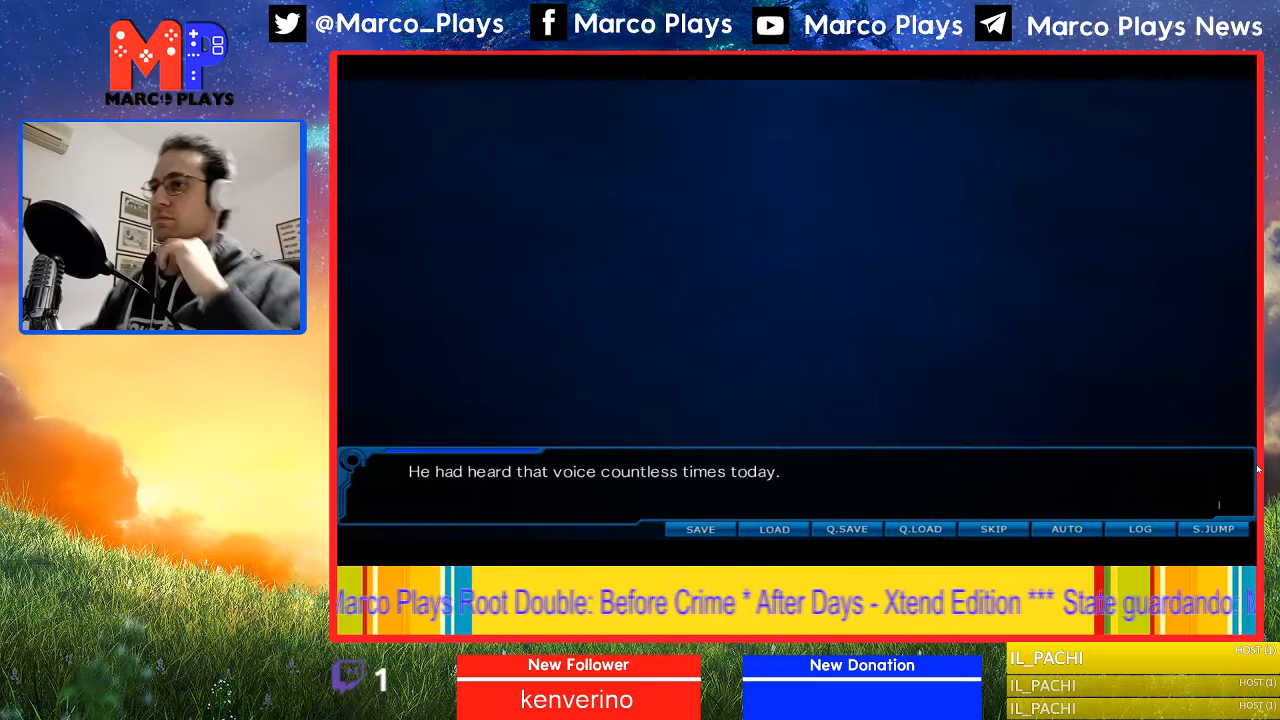 @Marco_Plays
Marco Plays
Marco Plays
Marco Plays News
MP
MARCO PLAYS
He had heard that voice countless times today.
SAVE
LOAD
Q.SAVE
Q.LOAD
SKIP
AUTO
LOG
S.JUMP
Marco Plays Root Double: Before Crime * After Days - Xtend Edition *** State guardando: M
1
New Follower
kenverino
New Donation
IL_PACHI HOST (1)
IL_PACHI HOST (1)
IL_PACHI HOST (1)